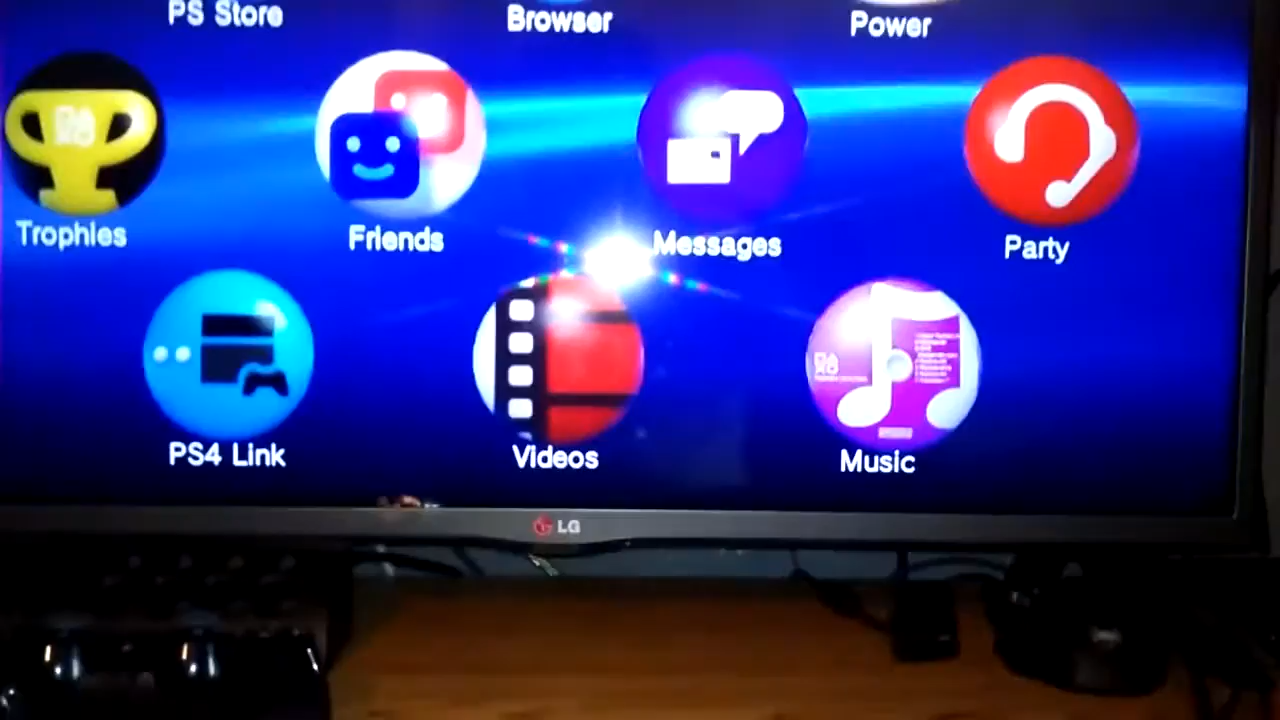 PS Store
Browser
Power
Trophies
Friends
Messages
Party
PS4 Link
Videos
Music
LG